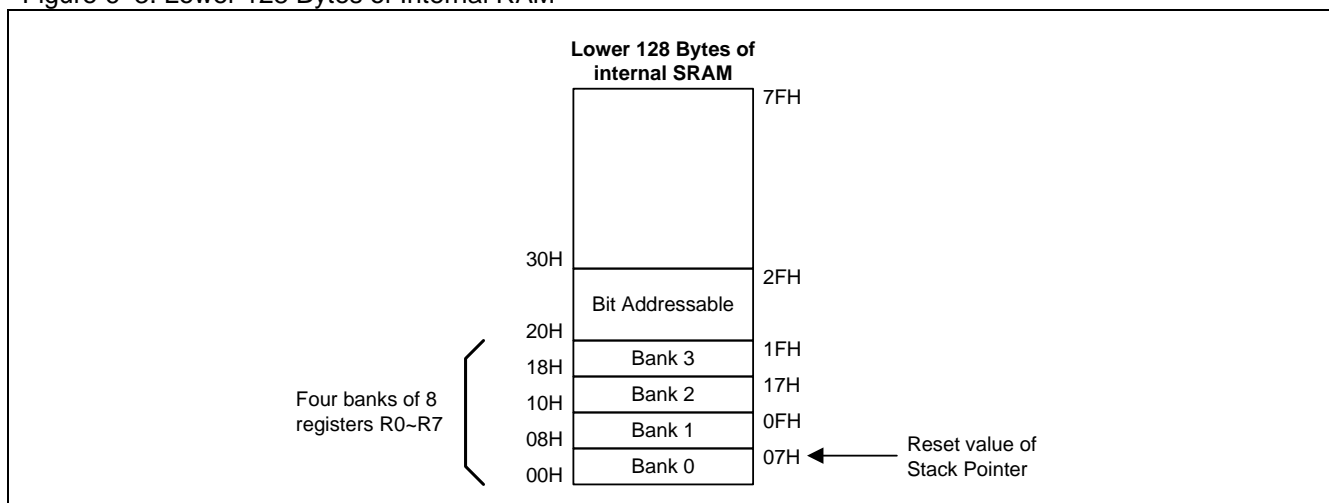 Lower 128 Bytes of
internal SRAM
7FH
30H
2FH
Bit Addressable
20H
Bank 3
1FH
18H
Bank 2
17H
Four banks of 8
registers R0~R7
10H
Bank 1
0FH
08H
Bank 0
07H
Reset value of
Stack Pointer
00H